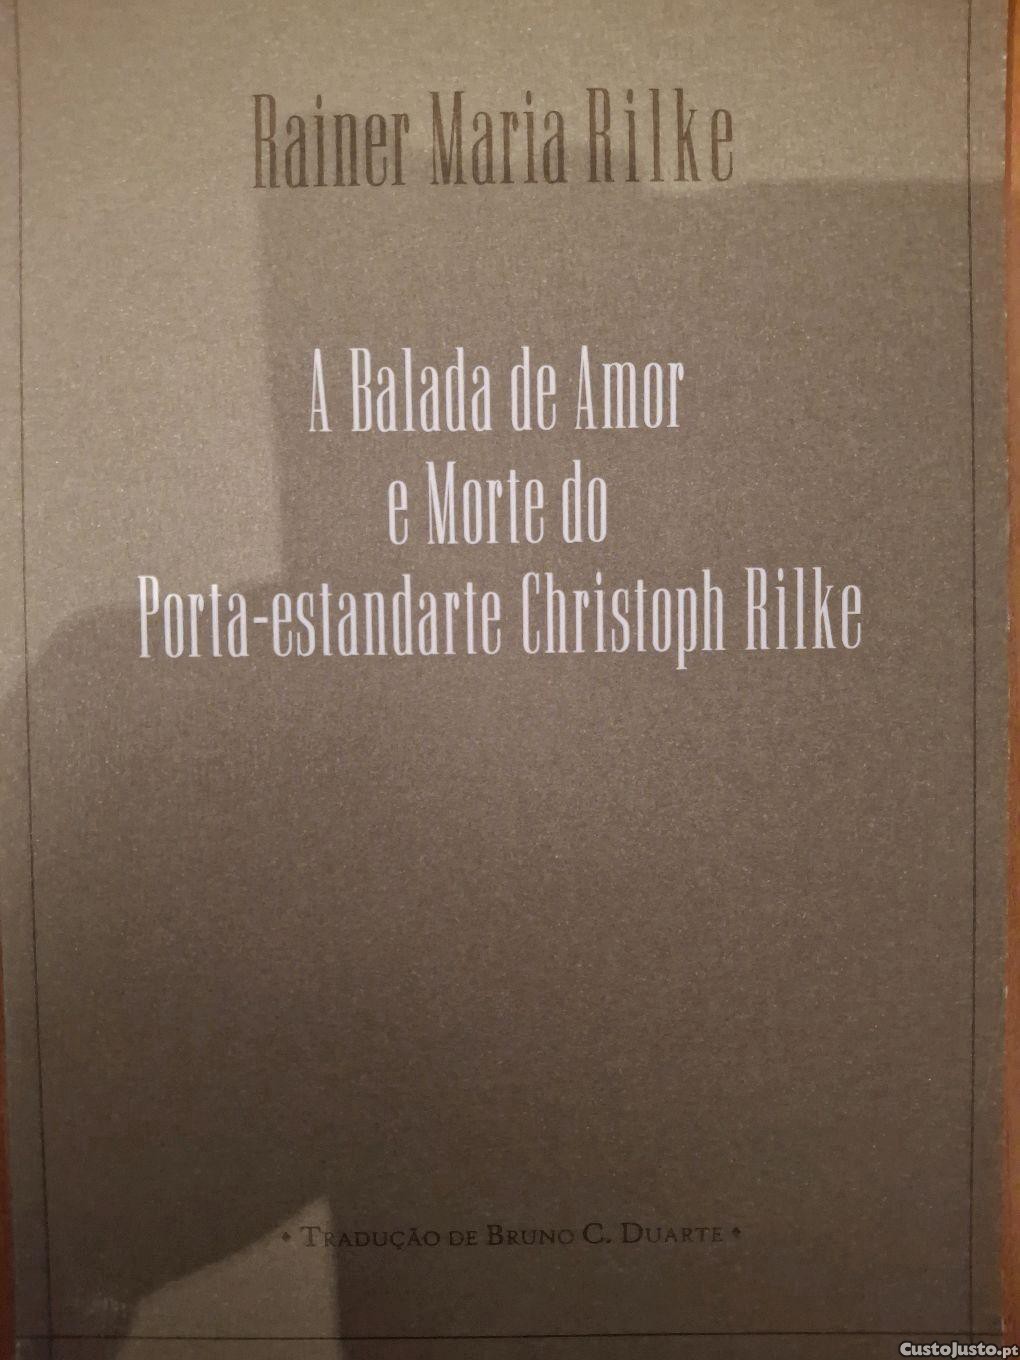 Rainer Maria Rilke
A Balada de Amor
e Morte do
Porta-estandarte Christoph Rilke
• Tradução de Bruno C. Duarte •
CustoJusto.pt